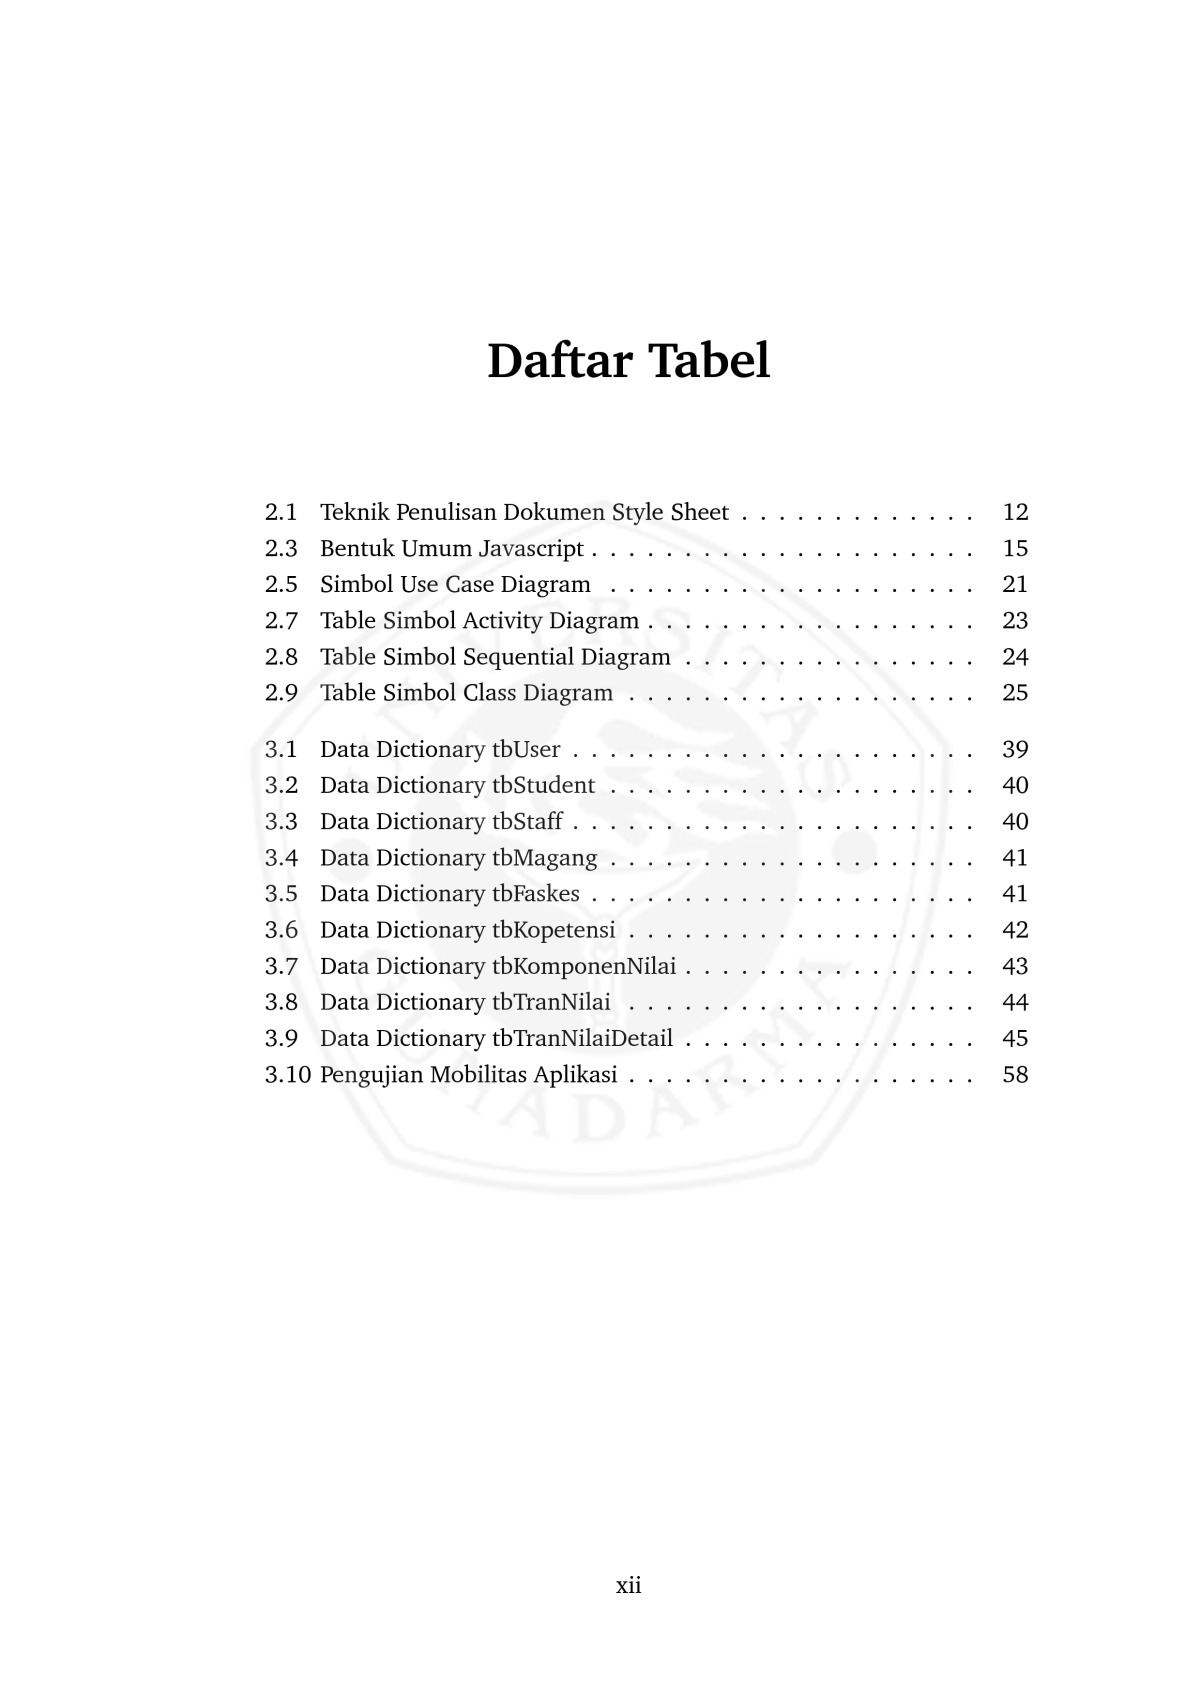 Daftar Tabel
2.1 Teknik Penulisan Dokumen Style Sheet . . . . . . . . . . . . . 12
2.3 Bentuk Umum Javascript . . . . . . . . . . . . . . . . . . . . . 15
2.5 Simbol Use Case Diagram . . . . . . . . . . . . . . . . . . . . 21
2.7 Table Simbol Activity Diagram . . . . . . . . . . . . . . . . . . 23
2.8 Table Simbol Sequential Diagram . . . . . . . . . . . . . . . . 24
2.9 Table Simbol Class Diagram . . . . . . . . . . . . . . . . . . . 25
3.1 Data Dictionary tbUser . . . . . . . . . . . . . . . . . . . . . . 39
3.2 Data Dictionary tbStudent . . . . . . . . . . . . . . . . . . . . 40
3.3 Data Dictionary tbStaff . . . . . . . . . . . . . . . . . . . . . . 40
3.4 Data Dictionary tbMagang . . . . . . . . . . . . . . . . . . . . 41
3.5 Data Dictionary tbFaskes . . . . . . . . . . . . . . . . . . . . . 41
3.6 Data Dictionary tbKopetensi . . . . . . . . . . . . . . . . . . . 42
3.7 Data Dictionary tbKomponenNilai . . . . . . . . . . . . . . . . 43
3.8 Data Dictionary tbTranNilai . . . . . . . . . . . . . . . . . . . 44
3.9 Data Dictionary tbTranNilaiDetail . . . . . . . . . . . . . . . . 45
3.10 Pengujian Mobilitas Aplikasi . . . . . . . . . . . . . . . . . . . 58
UNIVERSITAS
GUNADARMA
xii